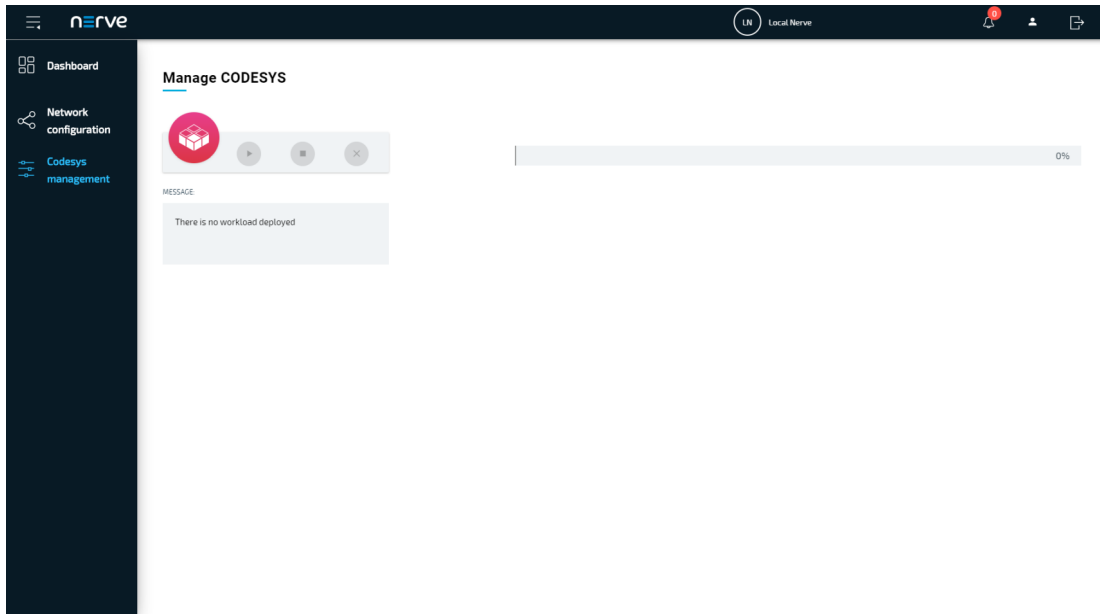 nerve
LN
Local Nerve
0
Dashboard
Network
configuration
Codesys
management
Manage CODESYS
0%
MESSAGE:
There is no workload deployed